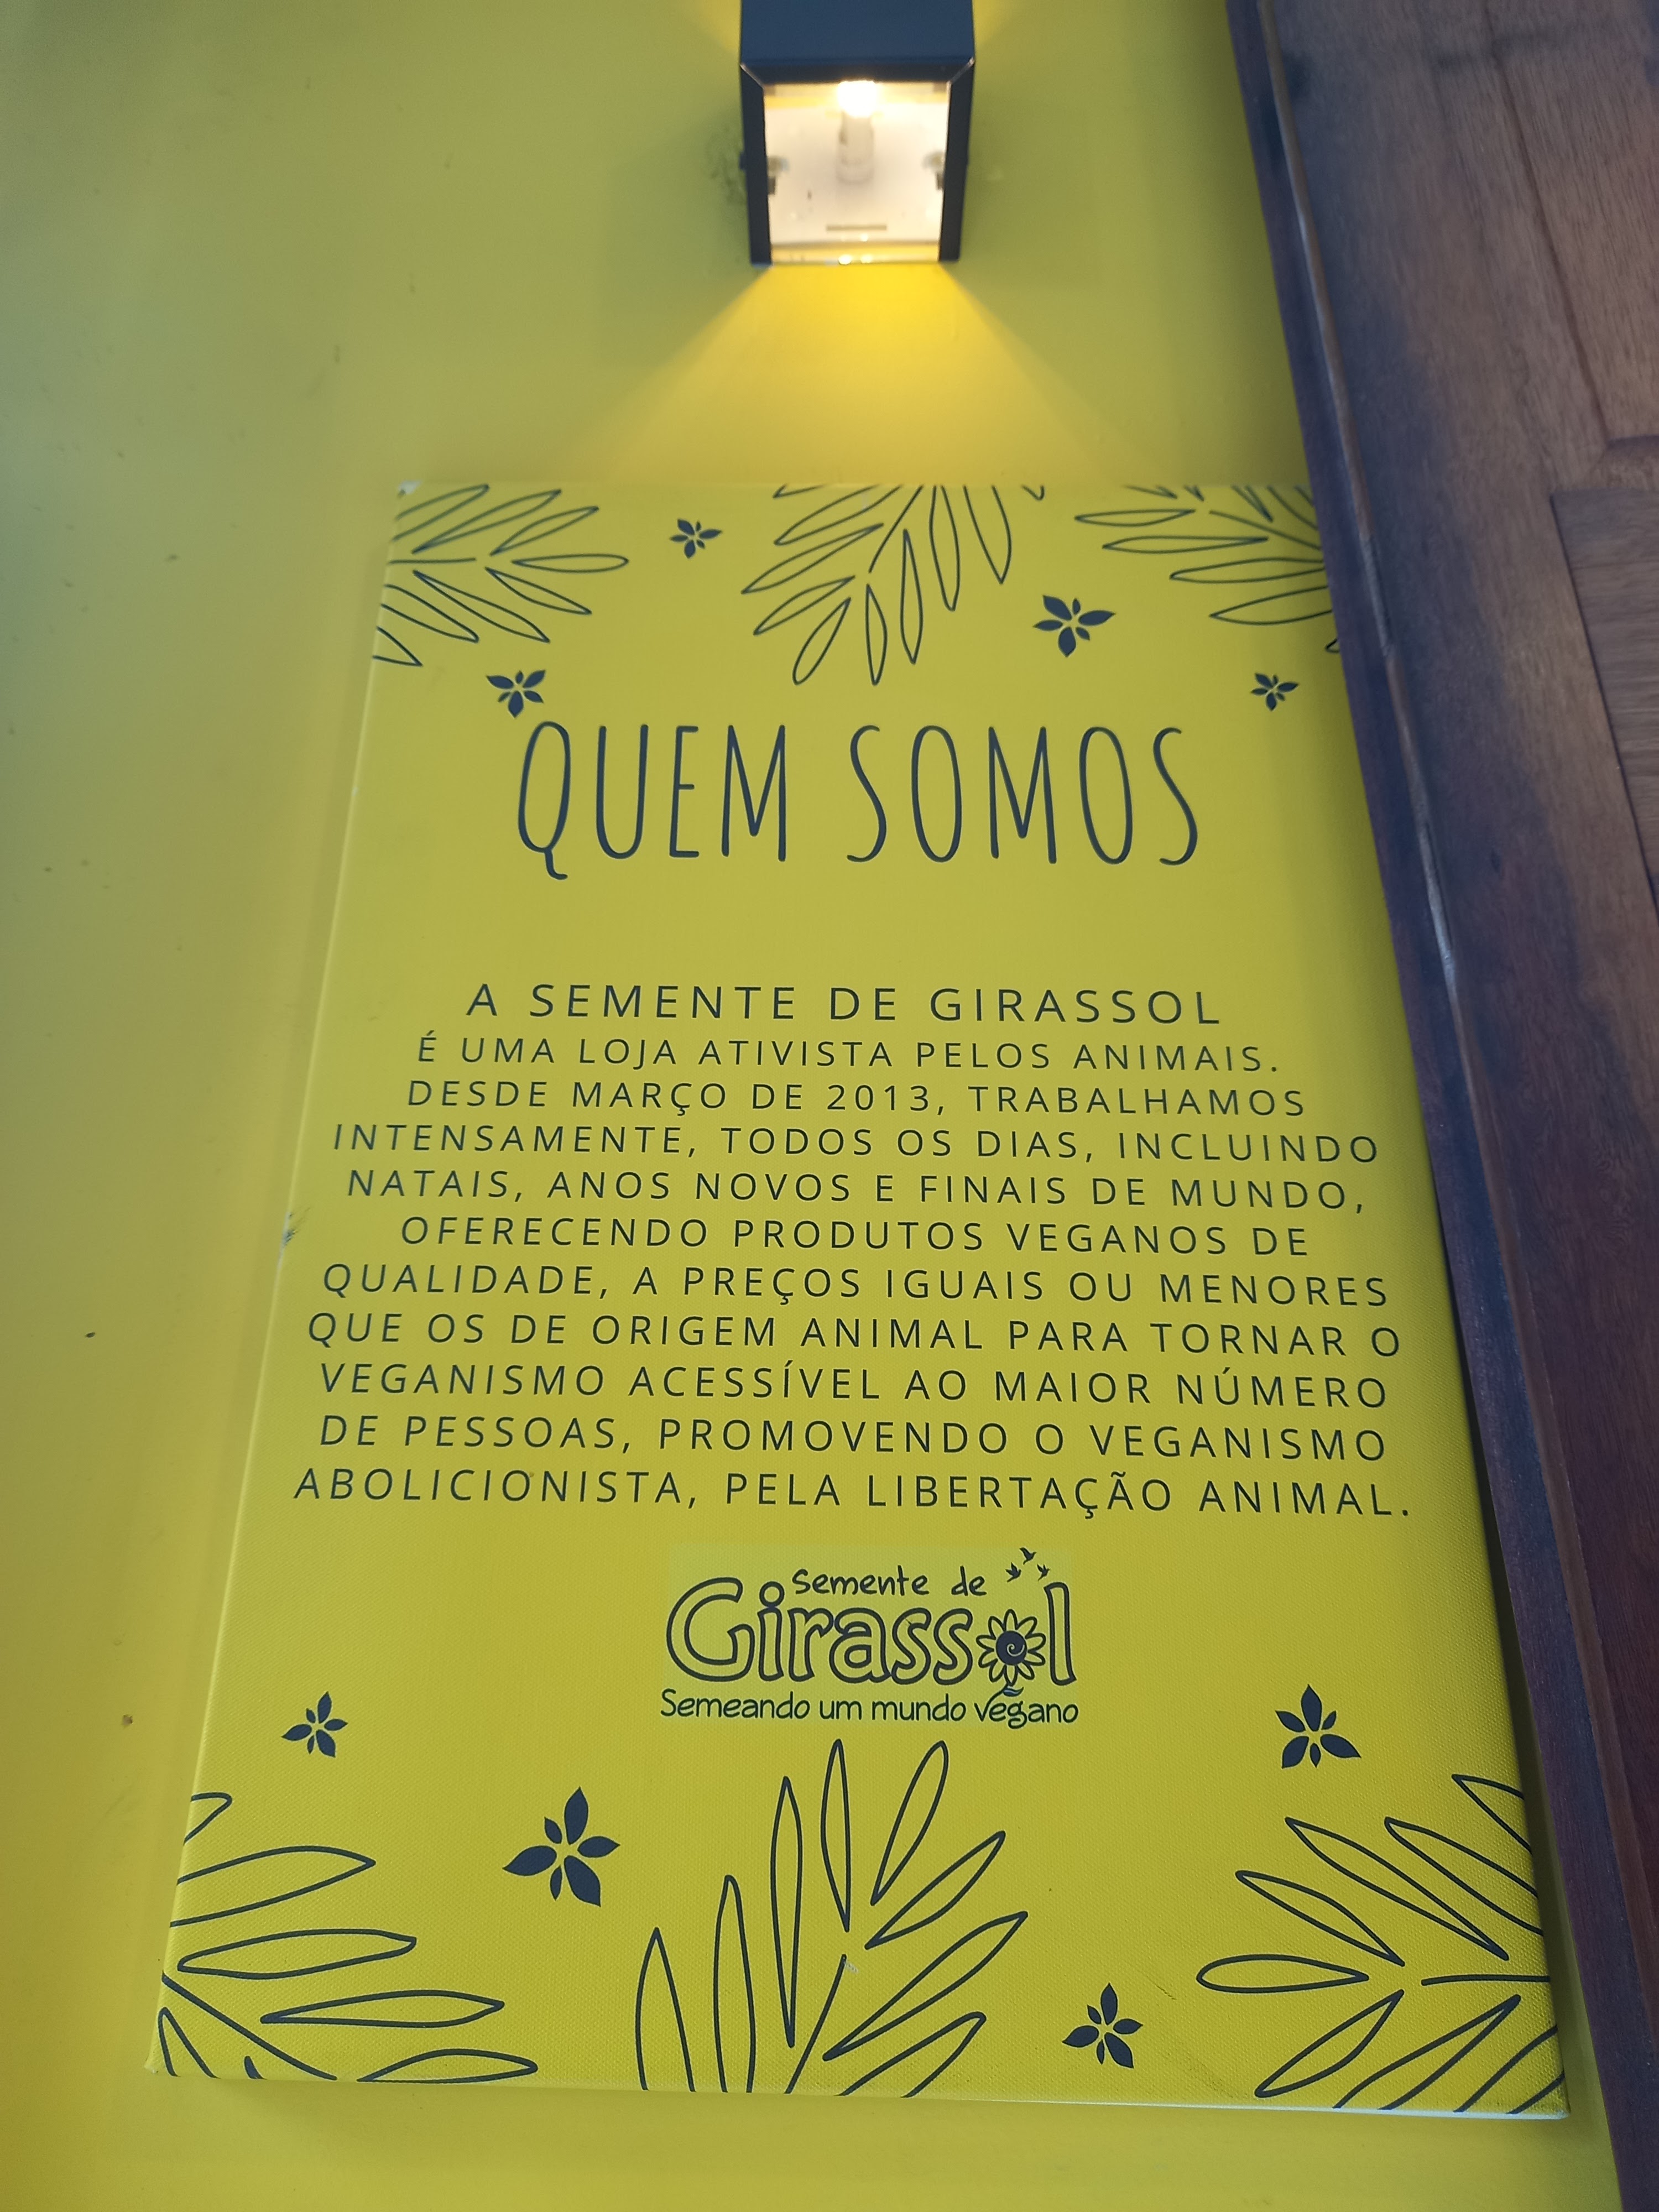 QUEM SOMOS
A SEMENTE DE GIRASSOL
É UMA LOJA ATIVISTA PELOS ANIMAIS.
DESDE MARÇO DE 2013, TRABALHAMOS
INTENSAMENTE, TODOS OS DIAS, INCLUINDO
NATAIS, ANOS NOVOS E FINAIS DE MUNDO,
OFERECENDO PRODUTOS VEGANOS DE
QUALIDADE, A PREÇOS IGUAIS OU MENORES
QUE OS DE ORIGEM ANIMAL PARA TORNAR O
VEGANISMO ACESSÍVEL AO MAIOR NÚMERO
DE PESSOAS, PROMOVENDO O VEGANISMO
ABOLICIONISTA, PELA LIBERTAÇÃO ANIMAL.
Semente de
Girassol
Semeando um mundo vegano